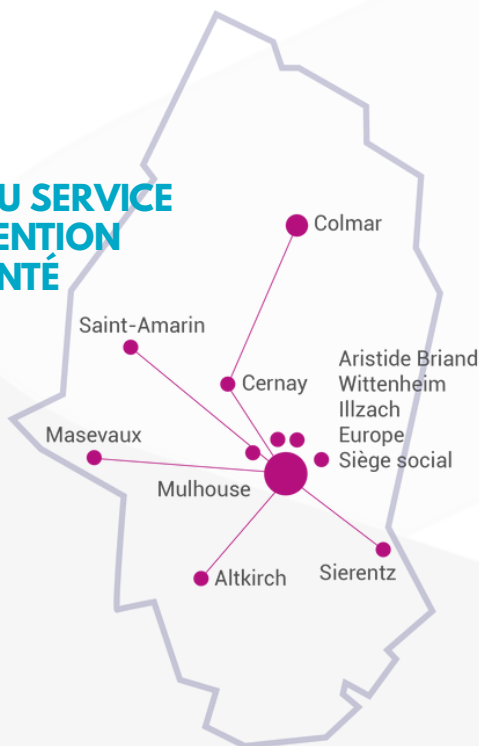 U SERVICE
ENTION
NTÉ
Colmar
Saint-Amarin
Cernay
Aristide Briand
Wittenheim
Illzach
Europe
Siège social
Masevaux
Mulhouse
Altkirch
Sierentz